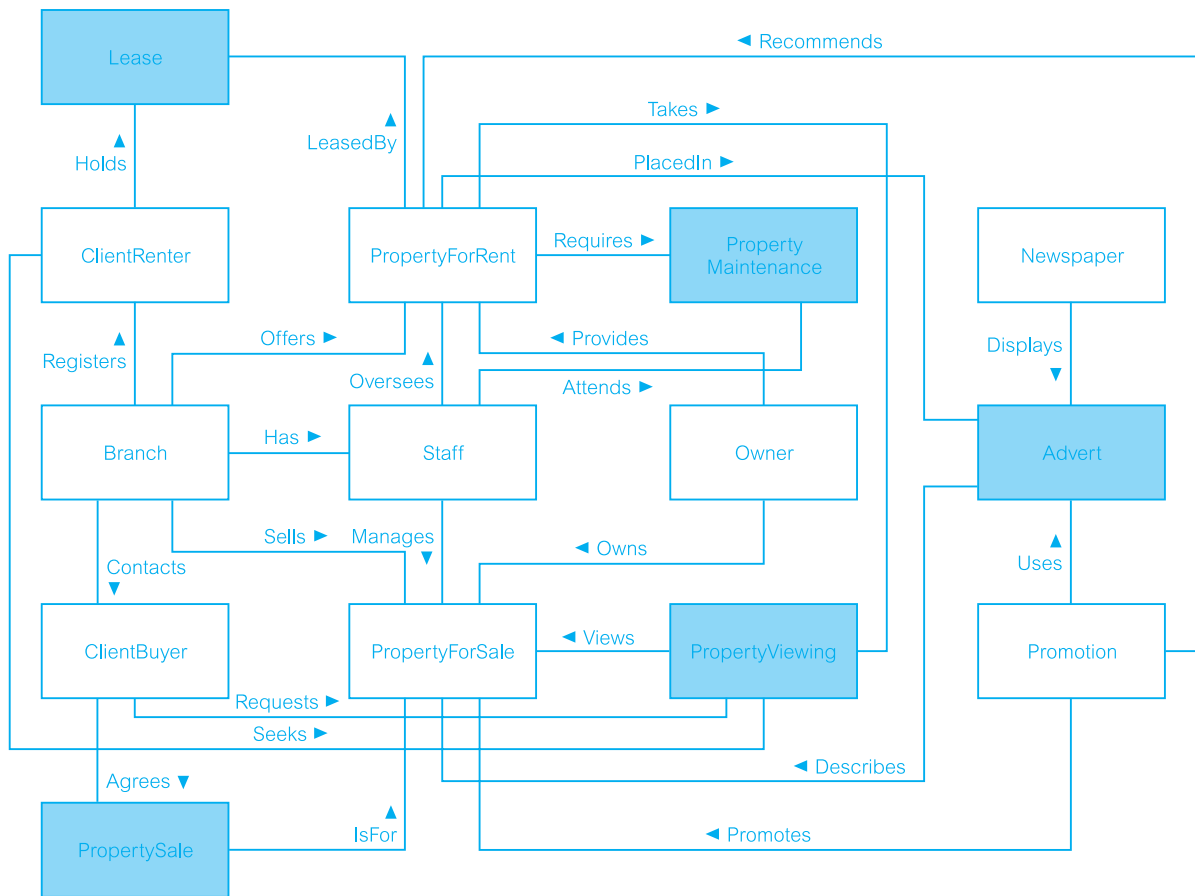 Lease
◄ Recommends
Takes ►
PlacedIn ►
▲
LeasedBy
▲
Holds
ClientRenter
PropertyForRent
Requires ►
Property
Maintenance
Newspaper
▲
Registers
Offers ►
▲
Oversees
◄ Provides
Attends ►
Displays
▼
Branch
Has ►
Staff
Owner
Advert
Contacts
▼
Sells ►
Manages
▼
◄ Owns
▲
Uses
ClientBuyer
PropertyForSale
◄ Views
PropertyViewing
Promotion
Requests ►
Seeks ►
Agrees ▼
◄ Describes
PropertySale
▲
IsFor
◄ Promotes